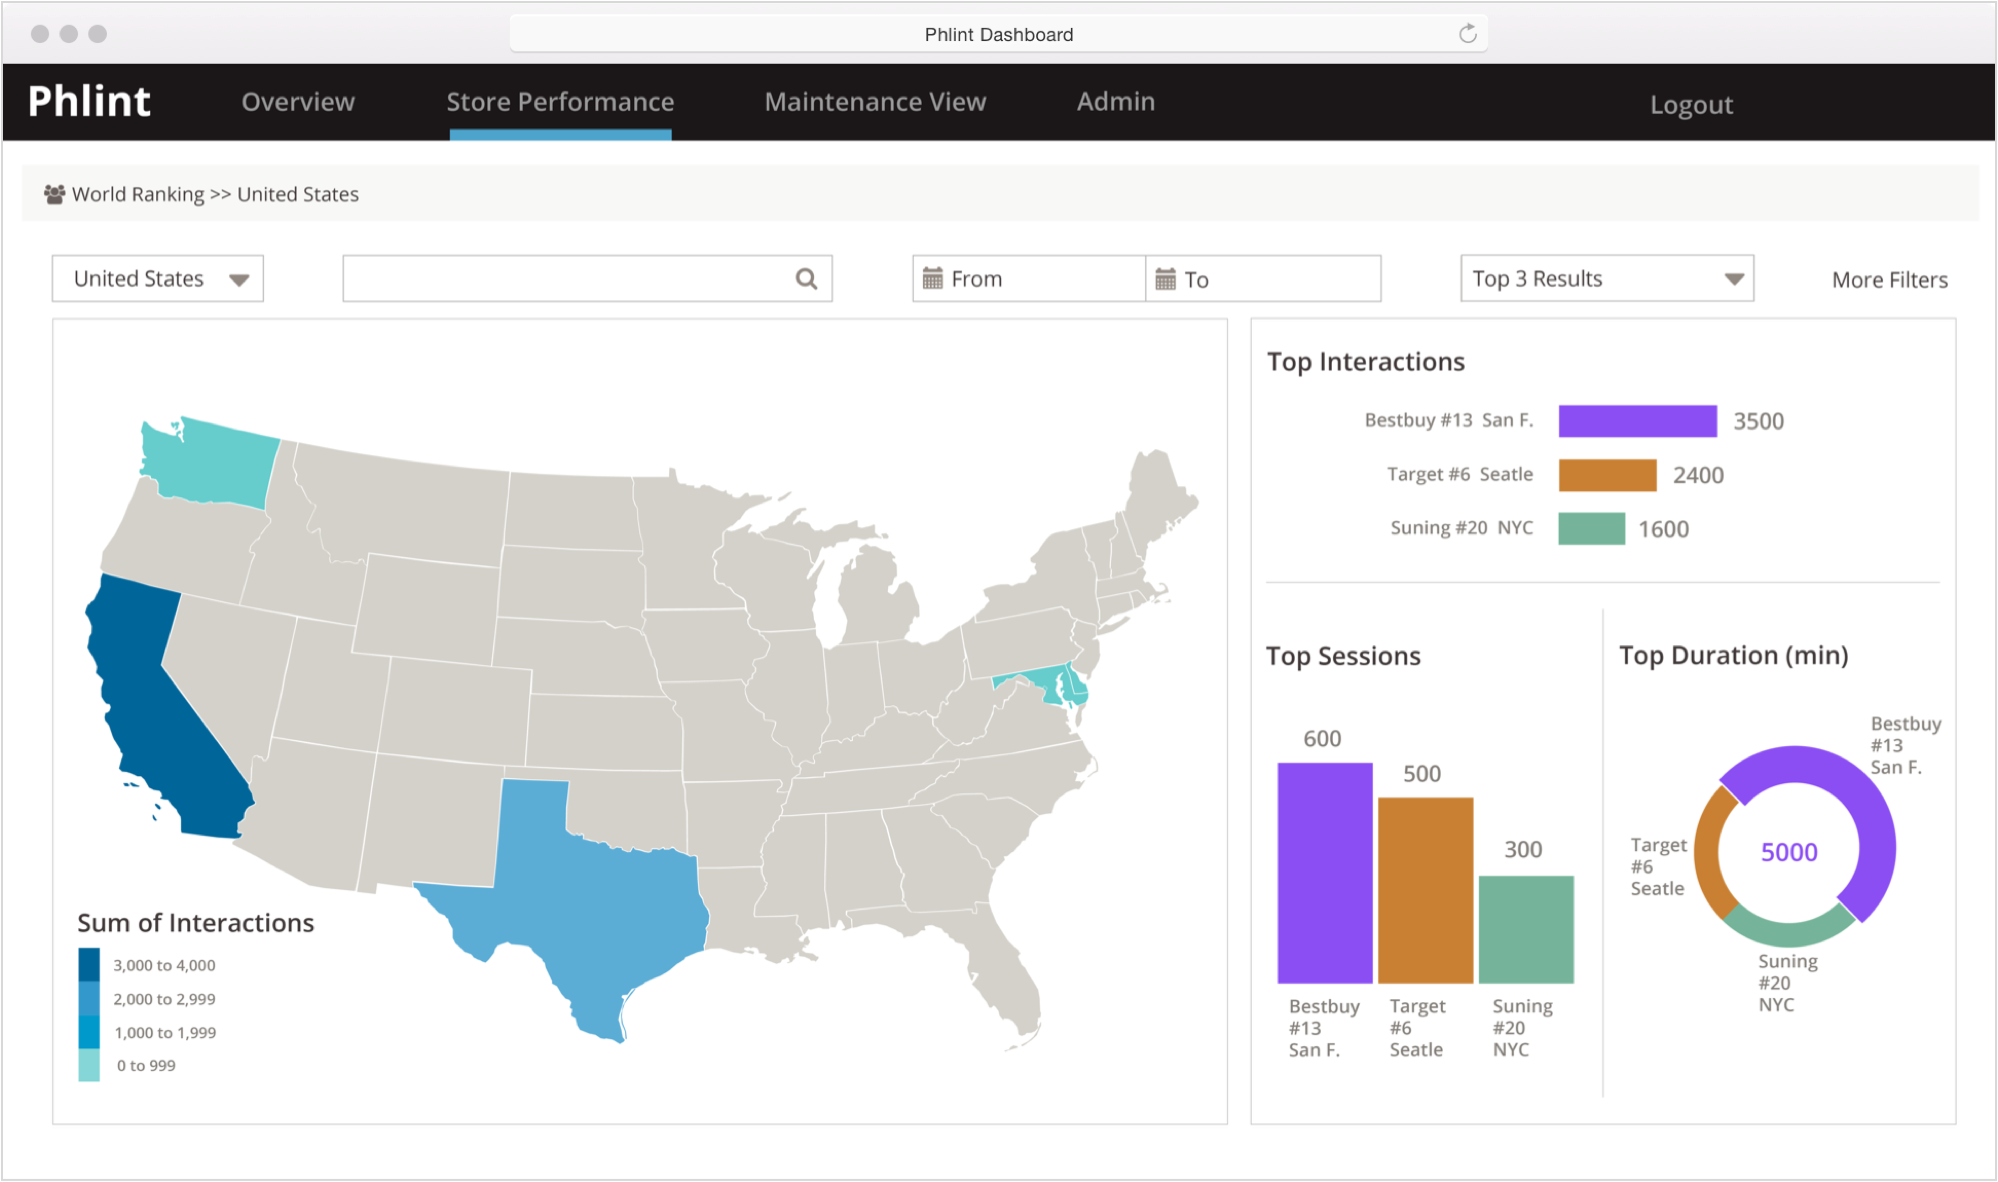 Phlint Dashboard
Phlint Overview Store Performance Maintenance View Admin Logout
World Ranking >> United States
United States From To Top 3 Results More Filters
Top Interactions
Bestbuy #13 San F. 3500
Target #6 Seatle 2400
Suning #20 NYC 1600
Sum of Interactions
3,000 to 4,000
2,000 to 2,999
1,000 to 1,999
0 to 999
Top Sessions
600
500
300
Bestbuy
#13
San F.
Target
#6
Seatle
Suning
#20
NYC
Top Duration (min)
Bestbuy
#13
San F.
Target
#6
Seatle
5000
Suning
#20
NYC